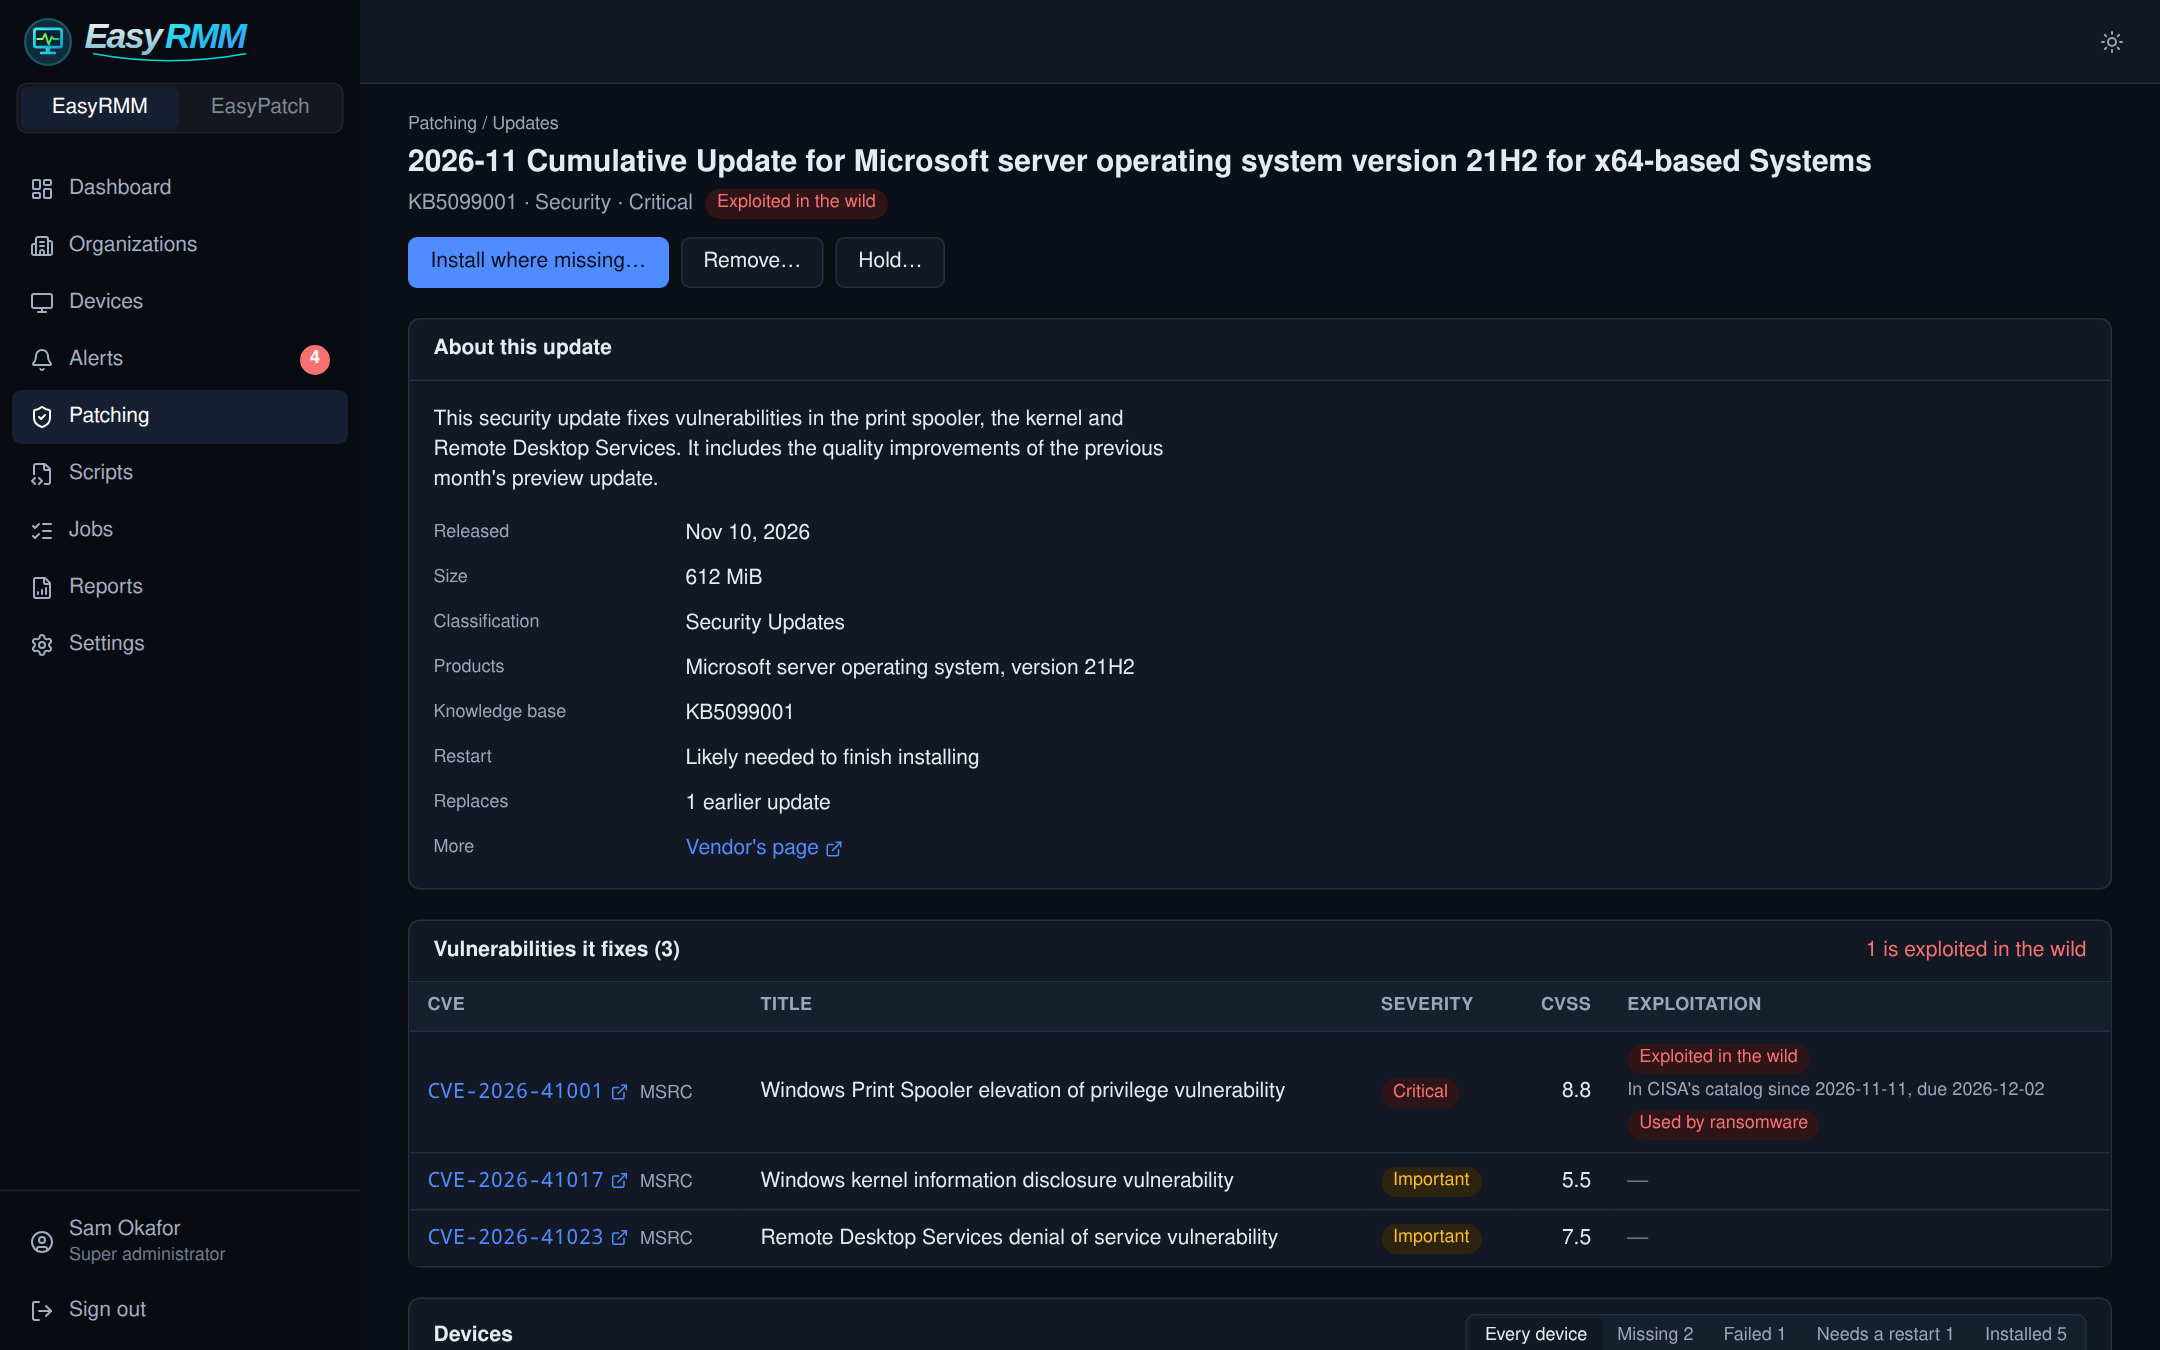 EasyRMM
EasyRMM
EasyPatch
Dashboard
Organizations
Devices
Alerts
4
Patching
Scripts
Jobs
Reports
Settings
Sam Okafor
Super administrator
Sign out
Patching / Updates
2026-11 Cumulative Update for Microsoft server operating system version 21H2 for x64-based Systems
KB5099001 · Security · Critical Exploited in the wild
Install where missing… Remove… Hold…
About this update
This security update fixes vulnerabilities in the print spooler, the kernel and
Remote Desktop Services. It includes the quality improvements of the previous
month's preview update.
Released Nov 10, 2026
Size 612 MiB
Classification Security Updates
Products Microsoft server operating system, version 21H2
Knowledge base KB5099001
Restart Likely needed to finish installing
Replaces 1 earlier update
More Vendor's page
Vulnerabilities it fixes (3) 1 is exploited in the wild
CVE TITLE SEVERITY CVSS EXPLOITATION
CVE-2026-41001 MSRC Windows Print Spooler elevation of privilege vulnerability Critical 8.8 Exploited in the wild
In CISA's catalog since 2026-11-11, due 2026-12-02
Used by ransomware
CVE-2026-41017 MSRC Windows kernel information disclosure vulnerability Important 5.5 —
CVE-2026-41023 MSRC Remote Desktop Services denial of service vulnerability Important 7.5 —
Devices Every device Missing 2 Failed 1 Needs a restart 1 Installed 5